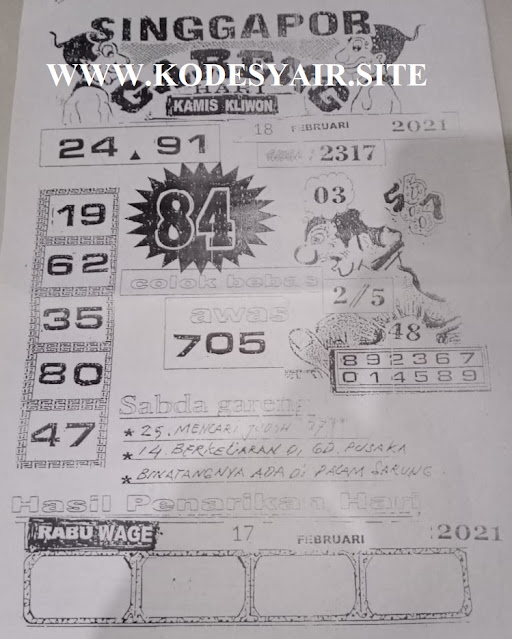 SINGGAPOR
WWW.KODESYAIR.SITE
HARI
KAMIS KLIWON
18 FEBRUARI 2021
24.91
2317
19
84
03
62
colok bebas
35
awas
2/5
705
48
80
892367
014589
47
Sabda gareng
* 25. MENCARI JODOH
* 14 BERKELIARAN Di GD. PUSAKA
* BINATANGNYA ADA Di DALAM SARUNG.
Hasil Penarikan Hari
RABU WAGE 17 FEBRUARI :2021